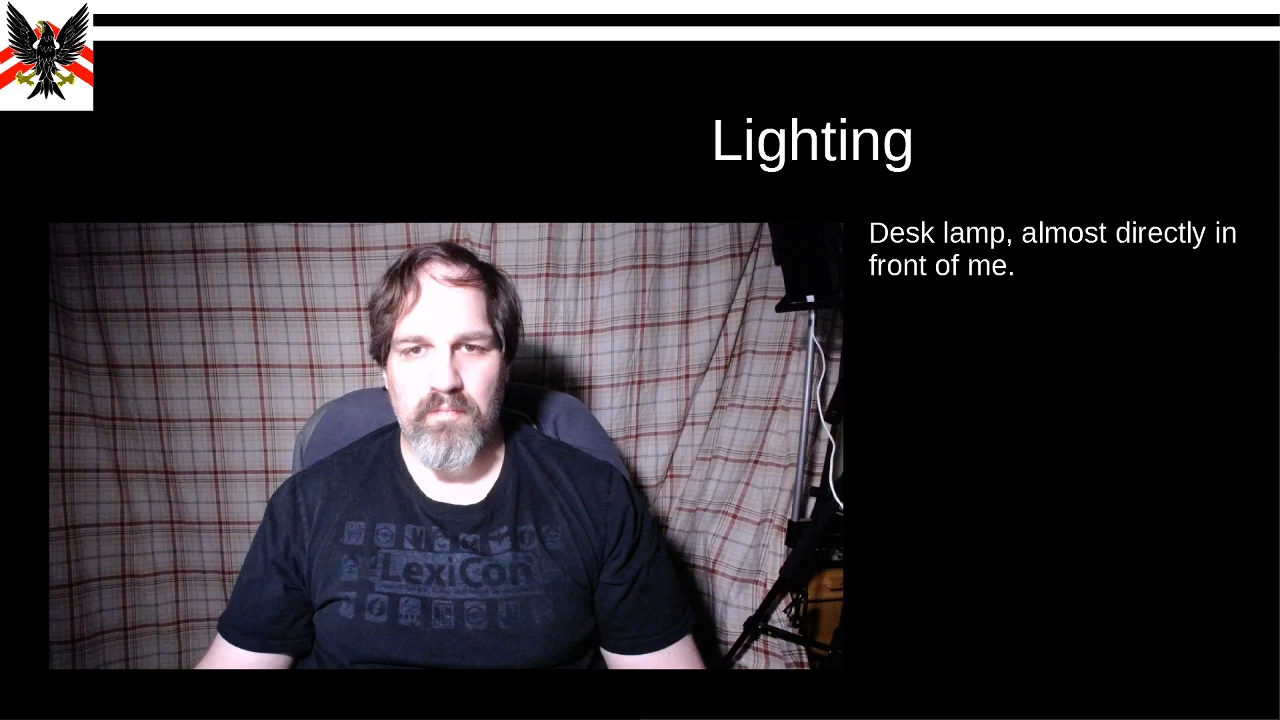 Lighting
Desk lamp, almost directly in
front of me.
LexiCon